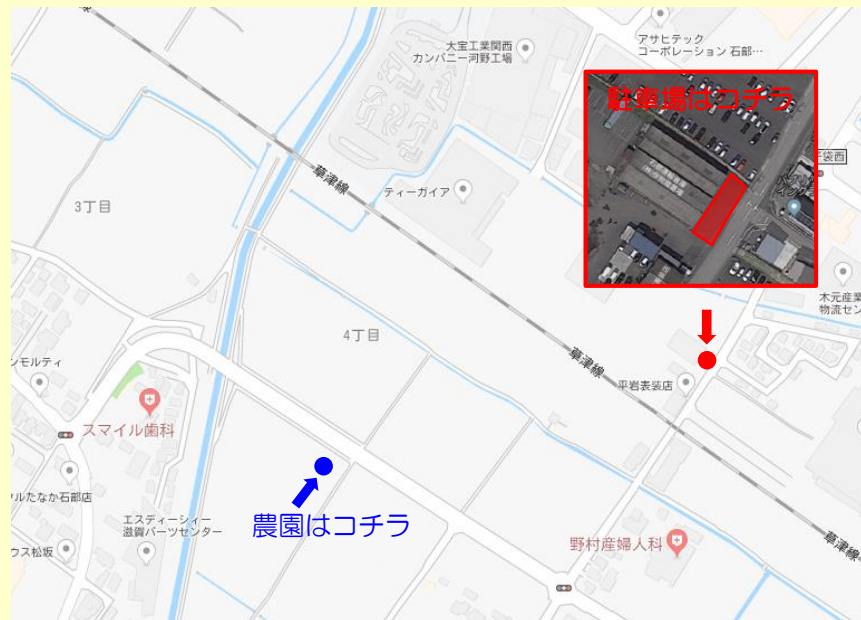 大宝工業関西
カンパニー河野工場
アサヒテック
コーポレーション 石部…
駐車場はコチラ
草津線
ティーガイア
3丁目
4丁目
木元産業
物流セン
草津線
平岩表装店
ンモルティ
スマイル歯科
ルたなか石部店
エスディーシィー
滋賀パーツセンター
農園はコチラ
ウス松坂
野村産婦人科
草津線